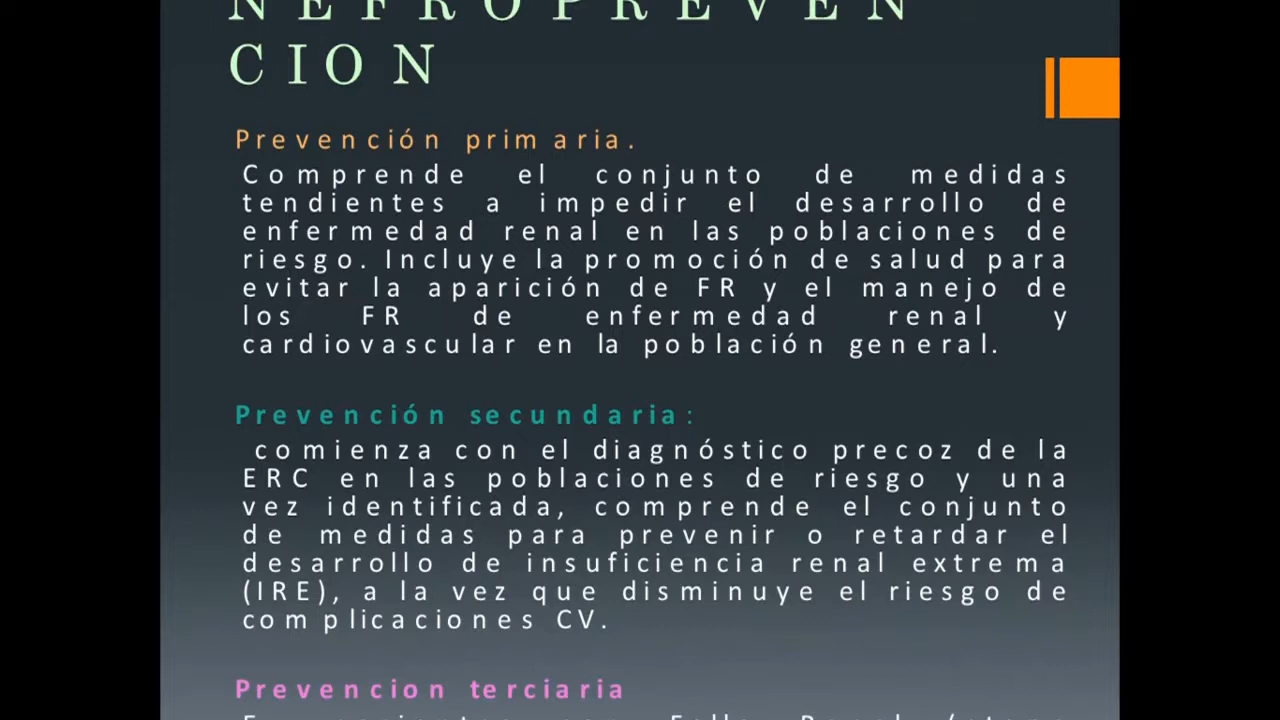 NEFROPREVEN
CION
Prevención primaria.
Comprende el conjunto de medidas
tendientes a impedir el desarrollo de
enfermedad renal en las poblaciones de
riesgo. Incluye la promoción de salud para
evitar la aparición de FR y el manejo de
los FR de enfermedad renal y
cardiovascular en la población general.
Prevención secundaria:
comienza con el diagnóstico precoz de la
ERC en las poblaciones de riesgo y una
vez identificada, comprende el conjunto
de medidas para prevenir o retardar el
desarrollo de insuficiencia renal extrema
(IRE), a la vez que disminuye el riesgo de
complicaciones CV.
Prevencion terciaria